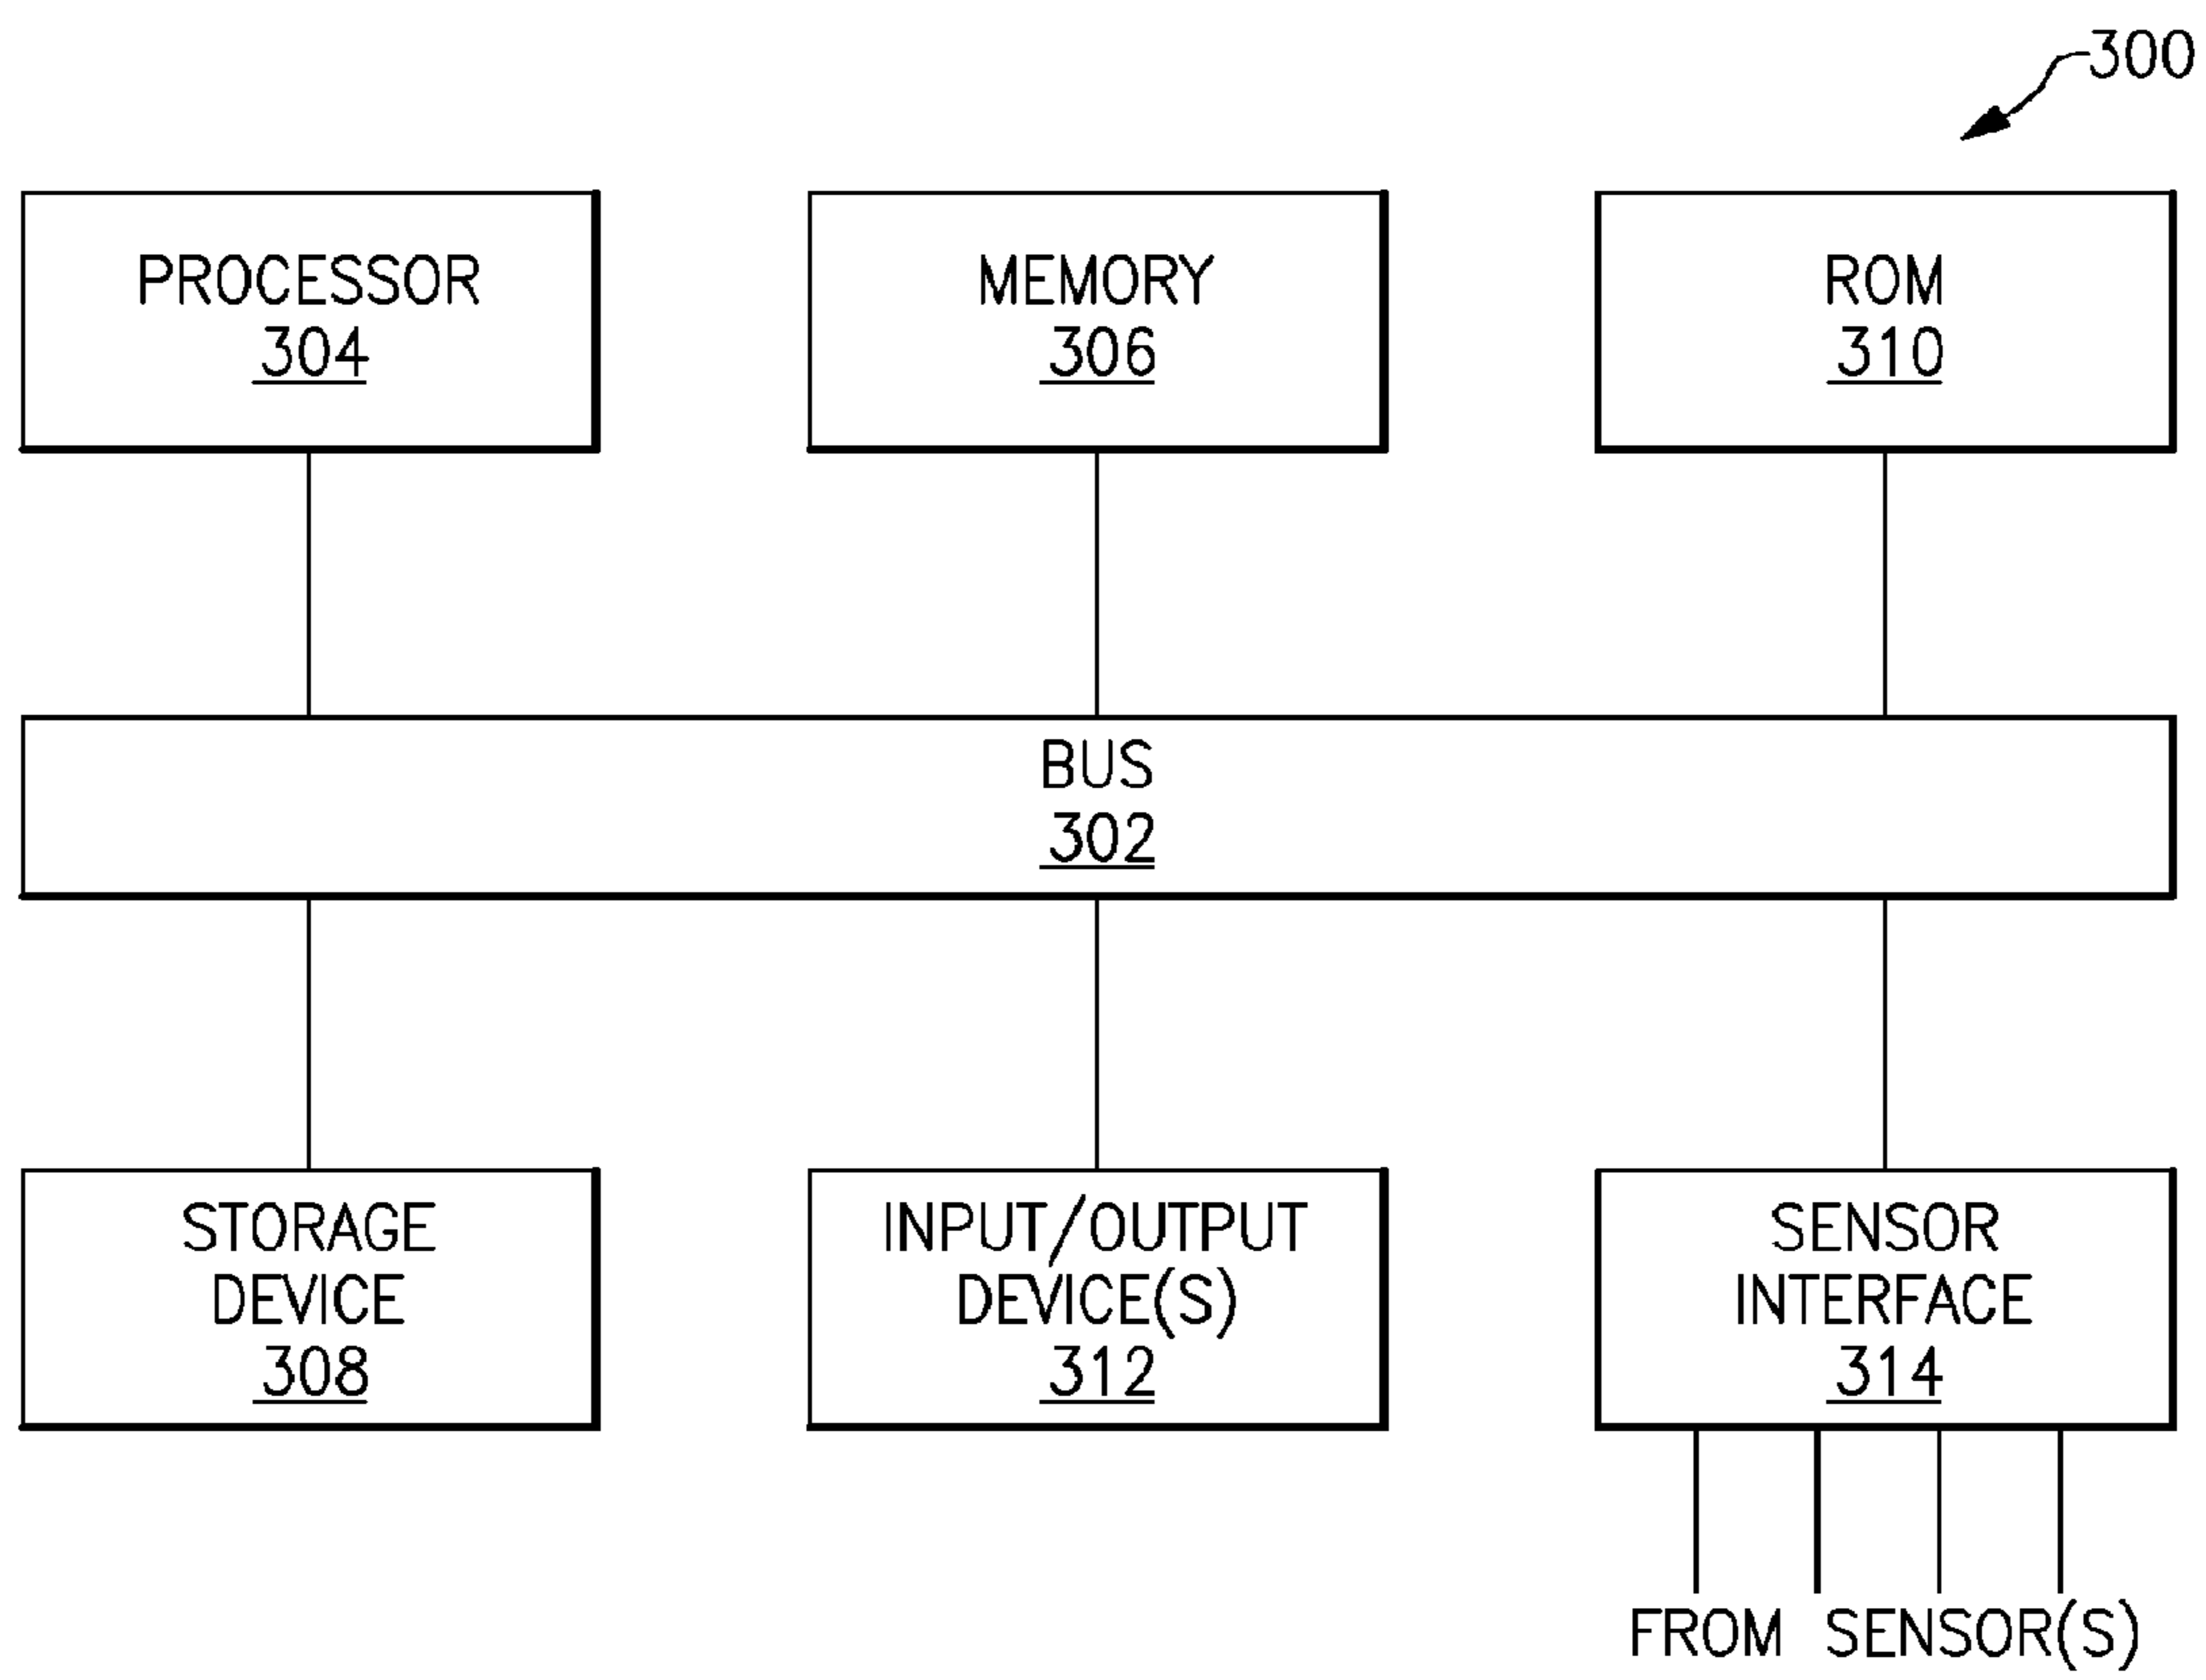 300
PROCESSOR
304
MEMORY
306
ROM
310
BUS
302
STORAGE
DEVICE
308
INPUT/OUTPUT
DEVICE(S)
312
SENSOR
INTERFACE
314
FROM SENSOR(S)